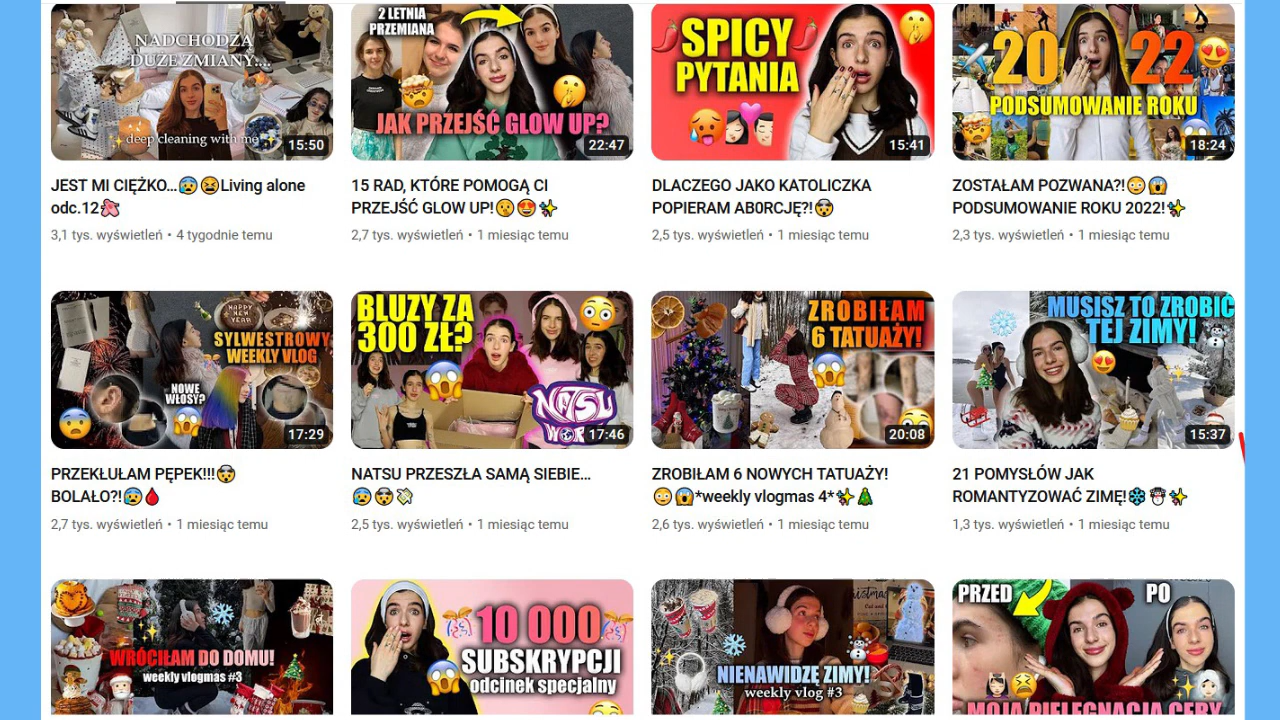 NADCHODZĄ
DUŻE ZMIANY....
✨deep cleaning with me✨
15:50
2 LETNIA
PRZEMIANA
JAK PRZEJŚĆ GLOW UP?
22:47
SPICY
PYTANIA
15:41
2022
PODSUMOWANIE ROKU
18:24
JEST MI CIĘŻKO...😰😆Living alone
odc.12🌸
3,1 tys. wyświetleń • 4 tygodnie temu
15 RAD, KTÓRE POMOGĄ CI
PRZEJŚĆ GLOW UP!🤫😍✨
2,7 tys. wyświetleń • 1 miesiąc temu
DLACZEGO JAKO KATOLICZKA
POPIERAM AB0RCJĘ?!🤯
2,5 tys. wyświetleń • 1 miesiąc temu
ZOSTAŁAM POZWANA?!😳😱
PODSUMOWANIE ROKU 2022!✨
2,3 tys. wyświetleń • 1 miesiąc temu
HAPPY
NEW
YEAR
SYLWESTROWY
WEEKLY VLOG
NOWE
WŁOSY?
17:29
BLUZY ZA
300 ZŁ?
NATSU
WOR
17:46
ZROBIŁAM
6 TATUAŻY!
20:08
MUSISZ TO ZROBIĆ
TEJ ZIMY!
15:37
PRZEKŁUŁAM PĘPEK!!!🤯
BOLAŁO?!😰🩸
2,7 tys. wyświetleń • 1 miesiąc temu
NATSU PRZESZŁA SAMĄ SIEBIE...
😰🤯💸
2,5 tys. wyświetleń • 1 miesiąc temu
ZROBIŁAM 6 NOWYCH TATUAŻY!
😳😱*weekly vlogmas 4*✨🎄
2,6 tys. wyświetleń • 1 miesiąc temu
21 POMYSŁÓW JAK
ROMANTYZOWAĆ ZIMĘ!❄️☃️✨
1,3 tys. wyświetleń • 1 miesiąc temu
WRÓCIŁAM DO DOMU!
weekly vlogmas #3
10 000
SUBSKRYPCJI
odcinek specjalny
NIENAWIDZĘ ZIMY!
weekly vlog #3
PRZED
PO
MOJA PIELĘGNACJA CERY